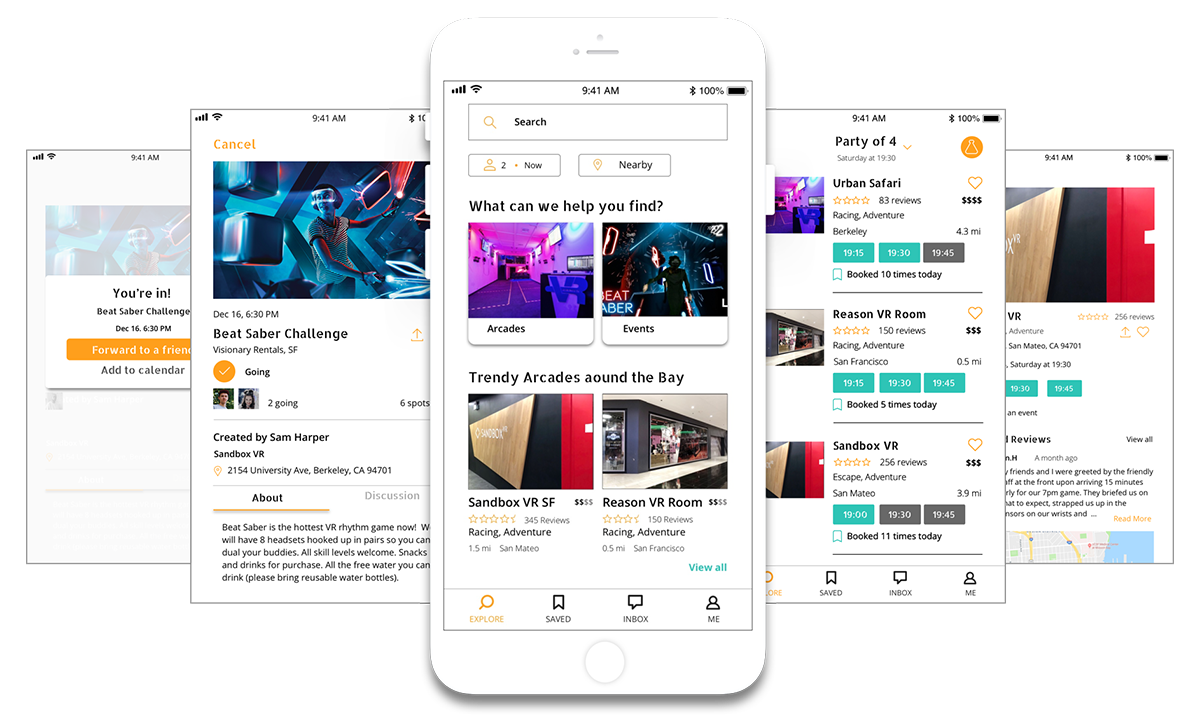 9:41 AM
You're in!
Beat Saber Challenge
Dec 16, 6:30 PM
Forward to a frien
Add to calendar
9:41 AM
Cancel
Dec 16, 6:30 PM
Beat Saber Challenge
Visionary Rentals, SF
Going
2 going
6 spots
Created by Sam Harper
Sandbox VR
2154 University Ave, Berkeley, CA 94701
About
Discussion
Beat Saber is the hottest VR rhythm game now! W
will have 8 headsets hooked up in pairs so you can
dual your buddies. All skill levels welcome. Snacks
and drinks for purchase. All the free water you can
drink (please bring reusable water bottles).
9:41 AM
100%
Search
2 • Now
Nearby
What can we help you find?
BEAT
SABER
Arcades
Events
Trendy Arcades aound the Bay
SANDBOX
Sandbox VR SF
$$$$
345 Reviews
Racing, Adventure
1.5 mi
San Mateo
Reason VR Room
$$$$
150 Reviews
Racing, Adventure
0.5 mi
San Francisco
View all
EXPLORE
SAVED
INBOX
ME
9:41 AM
100%
Party of 4
Saturday at 19:30
Urban Safari
83 reviews
$$$$
Racing, Adventure
Berkeley
4.3 mi
19:15
19:30
19:45
Booked 10 times today
Reason VR Room
150 reviews
$$$
Racing, Adventure
San Francisco
0.5 mi
19:15
19:30
19:45
Booked 5 times today
Sandbox VR
256 reviews
$$$
Escape, Adventure
San Mateo
3.9 mi
19:00
19:30
19:45
Booked 11 times today
LORE
SAVED
INBOX
ME
9:41 AM
100%
VR
256 reviews
Adventure
San Mateo, CA 94701
Saturday at 19:30
19:30
19:45
an event
Reviews
View all
n.H
A month ago
friends and I were greeted by the friendly
ff at the front upon arriving 15 minutes
rly for our 7pm game. They briefed us on
hat to expect, strapped us up in the
nsors on our wrists and ...
Read More